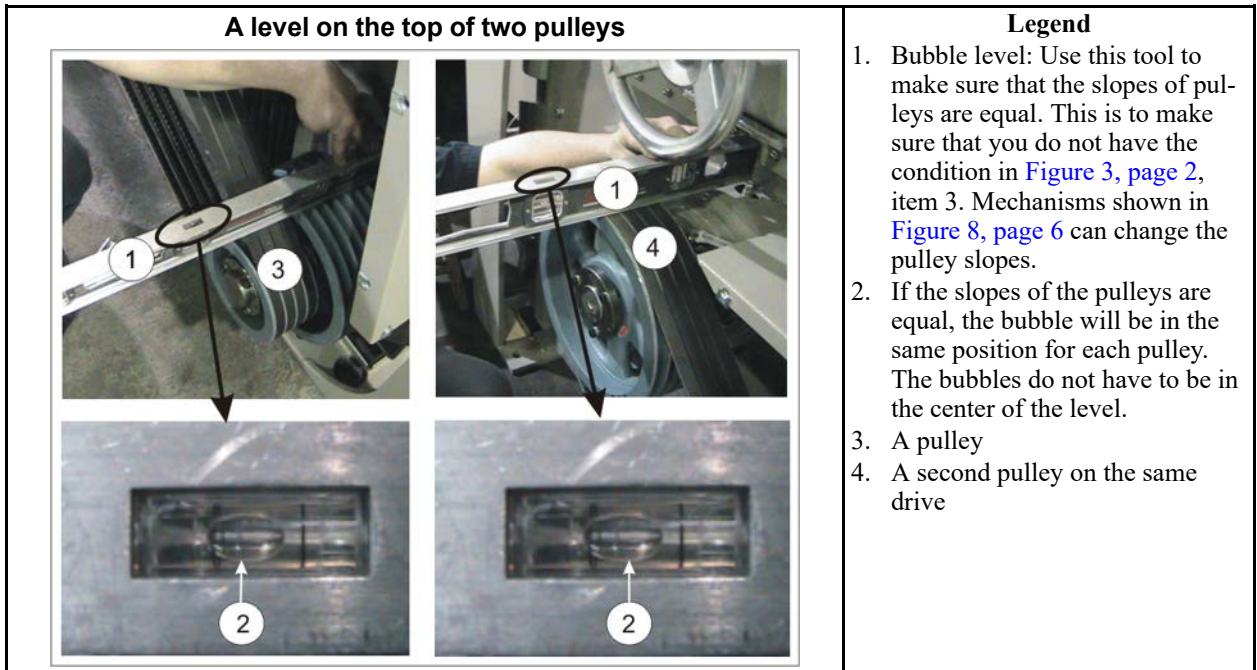 A level on the top of two pulleys
1
3
1
4
2
2
Legend
1. Bubble level: Use this tool to
make sure that the slopes of pul-
leys are equal. This is to make
sure that you do not have the
condition in Figure 3, page 2,
item 3. Mechanisms shown in
Figure 8, page 6 can change the
pulley slopes.
2. If the slopes of the pulleys are
equal, the bubble will be in the
same position for each pulley.
The bubbles do not have to be in
the center of the level.
3. A pulley
4. A second pulley on the same
drive